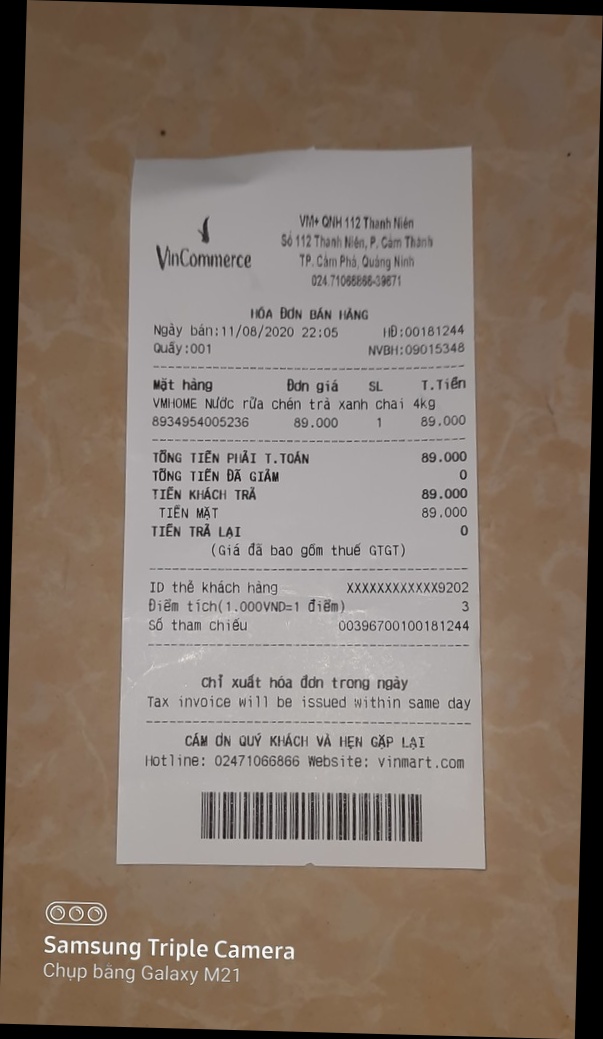 VinCommerce
VM+ QNH 112 Thanh Niên
Số 112 Thanh Niên, P. Cẩm Thành
TP. Cẩm Phả, Quảng Ninh
024.71066866-39671
HÓA ĐƠN BÁN HÀNG
Ngày bán:11/08/2020 22:05 HĐ:00181244
Quầy:001 NVBH:09015348
Mặt hàng Đơn giá SL T.Tiền
VMHOME Nước rửa chén trà xanh chai 4kg
8934954005236 89.000 1 89.000
TỔNG TIỀN PHẢI T.TOÁN 89.000
TỔNG TIỀN ĐÃ GIẢM 0
TIỀN KHÁCH TRẢ 89.000
TIỀN MẶT 89.000
TIỀN TRẢ LẠI 0
(Giá đã bao gồm thuế GTGT)
ID thẻ khách hàng XXXXXXXXXXXX9202
Điểm tích(1.000VND=1 điểm) 3
Số tham chiếu 00396700100181244
Chỉ xuất hóa đơn trong ngày
Tax invoice will be issued within same day
CÁM ƠN QUÝ KHÁCH VÀ HẸN GẶP LẠI
Hotline: 02471066866 Website: vinmart.com
Samsung Triple Camera
Chụp bằng Galaxy M21